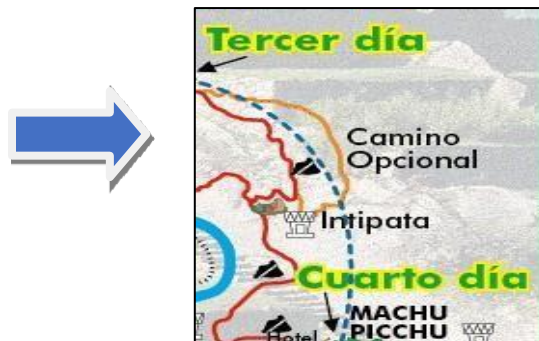 Tercer día
Camino
Opcional
Intipata
Cuarto día
MACHU
PICCHU
Hotel